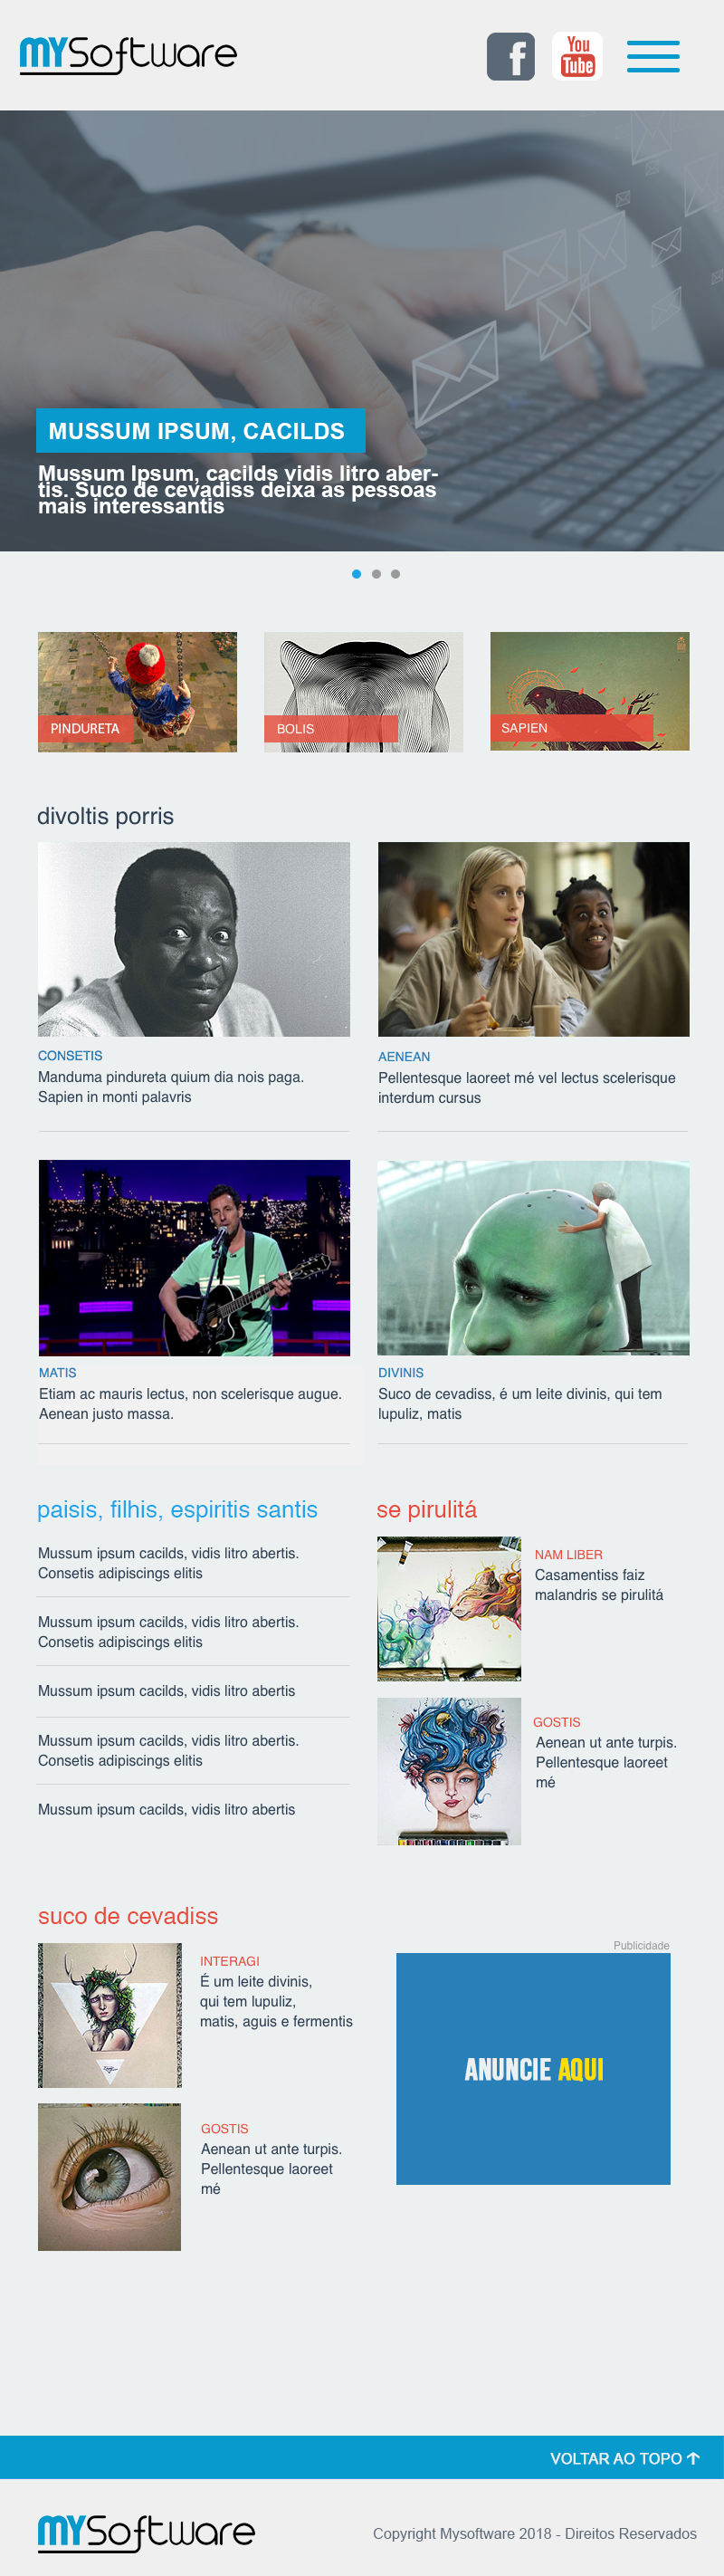 MYSoftware
f
You
Tube
MUSSUM IPSUM, CACILDS
Mussum Ipsum, cacilds vidis litro aber-
tis. Suco de cevadiss deixa as pessoas
mais interessantis
PINDURETA
BOLIS
SAPIEN
divoltis porris
CONSETIS
Manduma pindureta quium dia nois paga.
Sapien in monti palavris
AENEAN
Pellentesque laoreet mé vel lectus scelerisque
interdum cursus
MATIS
Etiam ac mauris lectus, non scelerisque augue.
Aenean justo massa.
DIVINIS
Suco de cevadiss, é um leite divinis, qui tem
lupuliz, matis
paisis, filhis, espiritis santis
Mussum ipsum cacilds, vidis litro abertis.
Consetis adipiscings elitis
Mussum ipsum cacilds, vidis litro abertis.
Consetis adipiscings elitis
Mussum ipsum cacilds, vidis litro abertis
Mussum ipsum cacilds, vidis litro abertis.
Consetis adipiscings elitis
Mussum ipsum cacilds, vidis litro abertis
se pirulitá
NAM LIBER
Casamentiss faiz
malandris se pirulitá
GOSTIS
Aenean ut ante turpis.
Pellentesque laoreet
mé
suco de cevadiss
INTERAGI
É um leite divinis,
qui tem lupuliz,
matis, aguis e fermentis
GOSTIS
Aenean ut ante turpis.
Pellentesque laoreet
mé
Publicidade
ANUNCIE AQUI
VOLTAR AO TOPO
MYSoftware
Copyright Mysoftware 2018 - Direitos Reservados